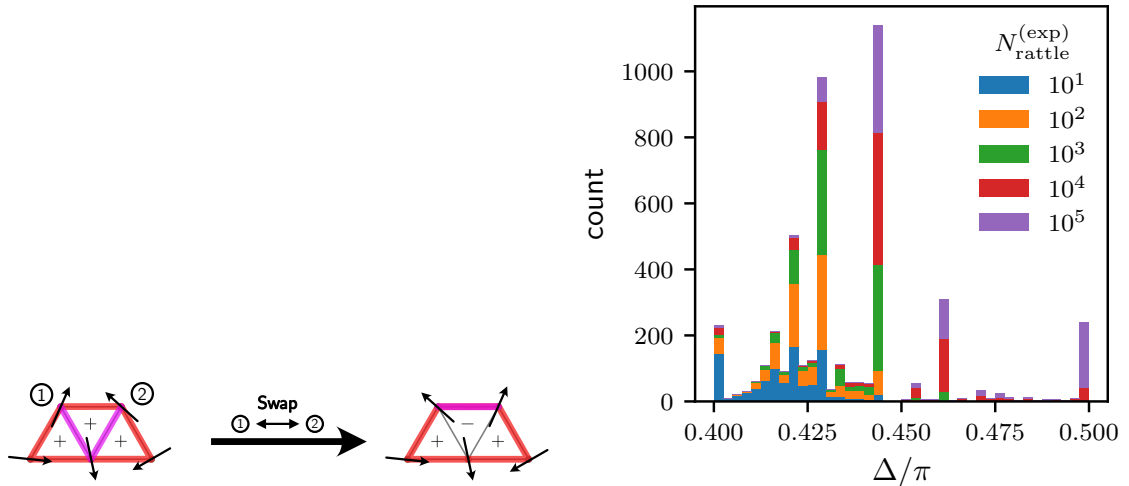 ① ②
+ + +
Swap
① ②
+ − +
count
1000
800
600
400
200
0
0.400 0.425 0.450 0.475 0.500
Δ/π
N_rattle^(exp)
10^1
10^2
10^3
10^4
10^5